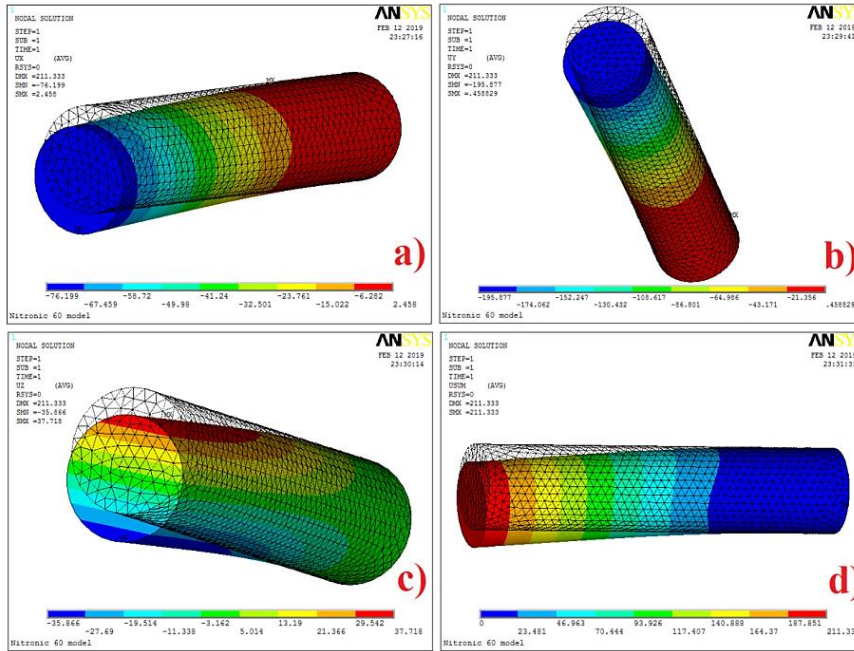 1
NODAL SOLUTION
STEP=1
SUB =1
TIME=1
UX (AVG)
RSYS=0
DMX=211.333
SMN=-76.199
SMX=2.458
ANSYS
FEB 12 2019
23:27:16
MX
a)
-76.199 -67.459 -58.72 -49.98 -41.24 -32.501 -23.761 -15.022 -6.282 2.458
Nitronic 60 model
1
NODAL SOLUTION
STEP=1
SUB =1
TIME=1
UY (AVG)
RSYS=0
DMX=211.333
SMN=-195.877
SMX=.458829
ANSYS
FEB 12 2019
23:29:41
MX
b)
-195.877 -174.062 -152.247 -130.432 -108.617 -86.801 -64.986 -43.171 -21.356 .458829
Nitronic 60 model
1
NODAL SOLUTION
STEP=1
SUB =1
TIME=1
UZ (AVG)
RSYS=0
DMX=211.333
SMN=-35.866
SMX=37.718
ANSYS
FEB 12 2019
23:30:14
MX
c)
-35.866 -27.69 -19.514 -11.338 -3.162 5.014 13.19 21.366 29.542 37.718
Nitronic 60 model
1
NODAL SOLUTION
STEP=1
SUB =1
TIME=1
USUM (AVG)
RSYS=0
DMX=211.333
SMX=211.333
ANSYS
FEB 12 2019
d)
0 23.481 46.963 70.444 93.926 117.407 140.888 164.37 187.851
Nitronic 60 model